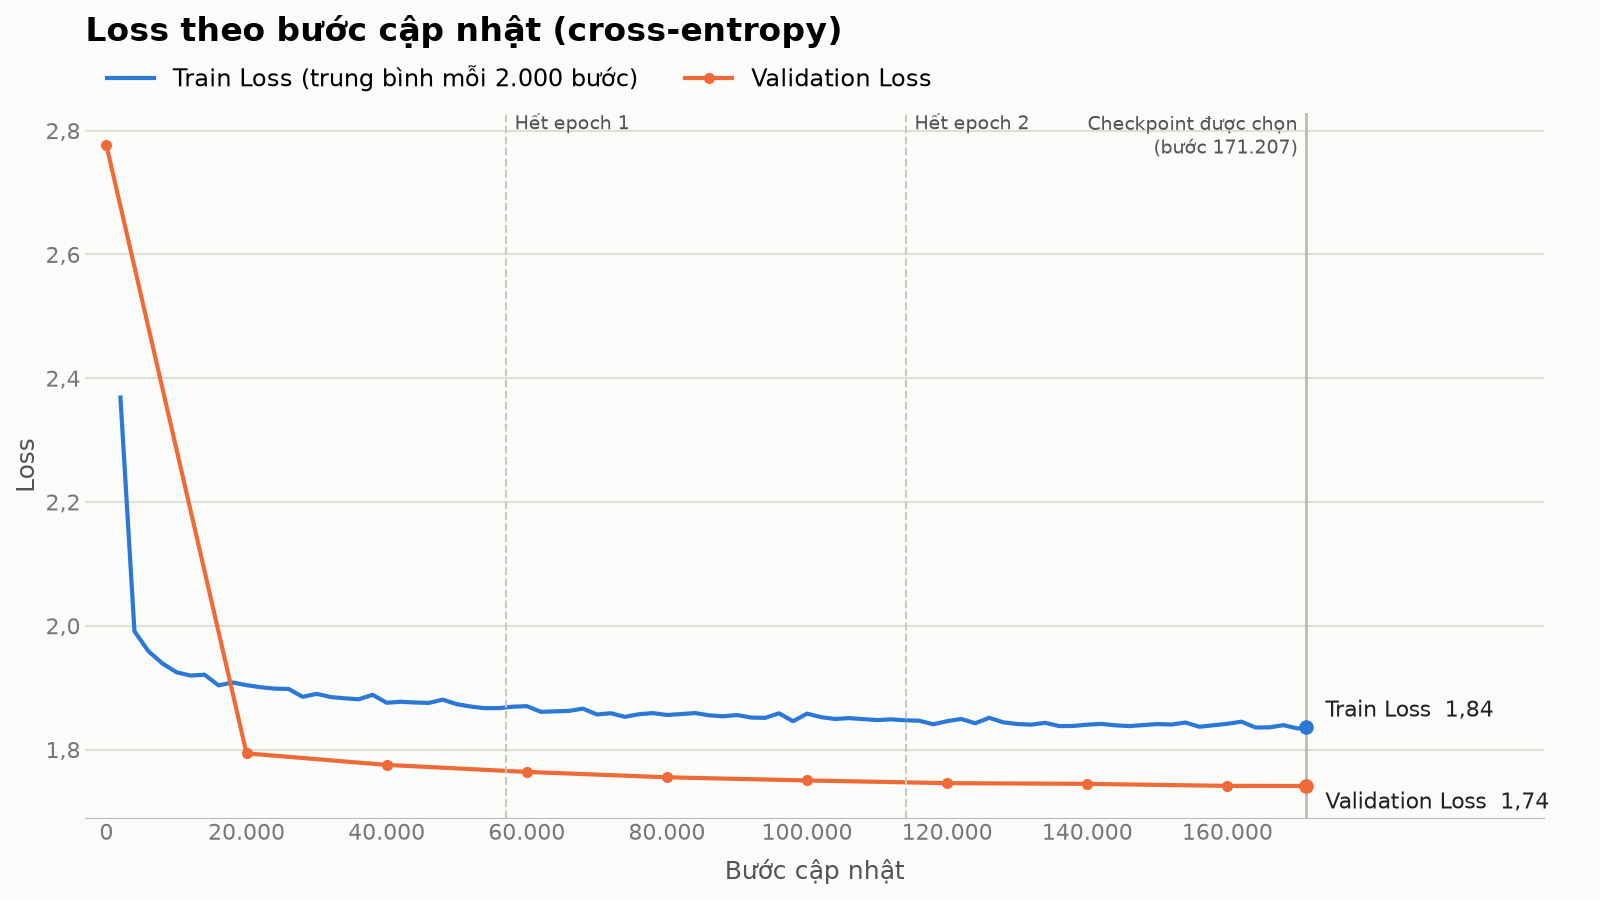 Loss theo bước cập nhật (cross-entropy)
Train Loss (trung bình mỗi 2.000 bước)
Validation Loss
Hết epoch 1
Hết epoch 2
Checkpoint được chọn
(bước 171.207)
2,8
2,6
2,4
2,2
2,0
1,8
Loss
Train Loss 1,84
Validation Loss 1,74
0
20.000
40.000
60.000
80.000
100.000
120.000
140.000
160.000
Bước cập nhật